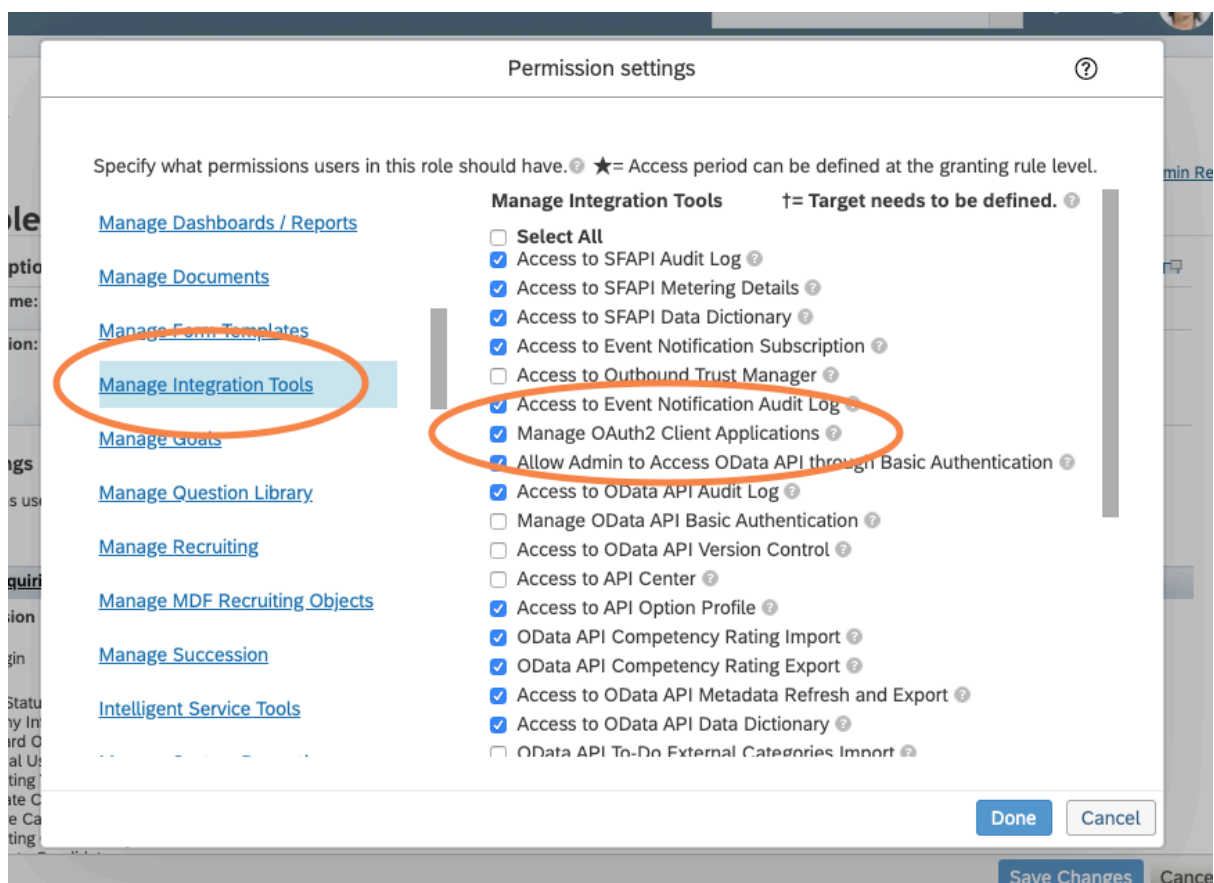 Permission settings
Specify what permissions users in this role should have. ★= Access period can be defined at the granting rule level.
Manage Dashboards / Reports
Manage Documents
Manage Form Templates
Manage Integration Tools
Manage Goals
Manage Question Library
Manage Recruiting
Manage MDF Recruiting Objects
Manage Succession
Intelligent Service Tools
Manage Integration Tools †= Target needs to be defined.
Select All
Access to SFAPI Audit Log
Access to SFAPI Metering Details
Access to SFAPI Data Dictionary
Access to Event Notification Subscription
Access to Outbound Trust Manager
Access to Event Notification Audit Log
Manage OAuth2 Client Applications
Allow Admin to Access OData API through Basic Authentication
Access to OData API Audit Log
Manage OData API Basic Authentication
Access to OData API Version Control
Access to API Center
Access to API Option Profile
OData API Competency Rating Import
OData API Competency Rating Export
Access to OData API Metadata Refresh and Export
Access to OData API Data Dictionary
OData API To-Do External Categories Import
Done Cancel
Save Changes